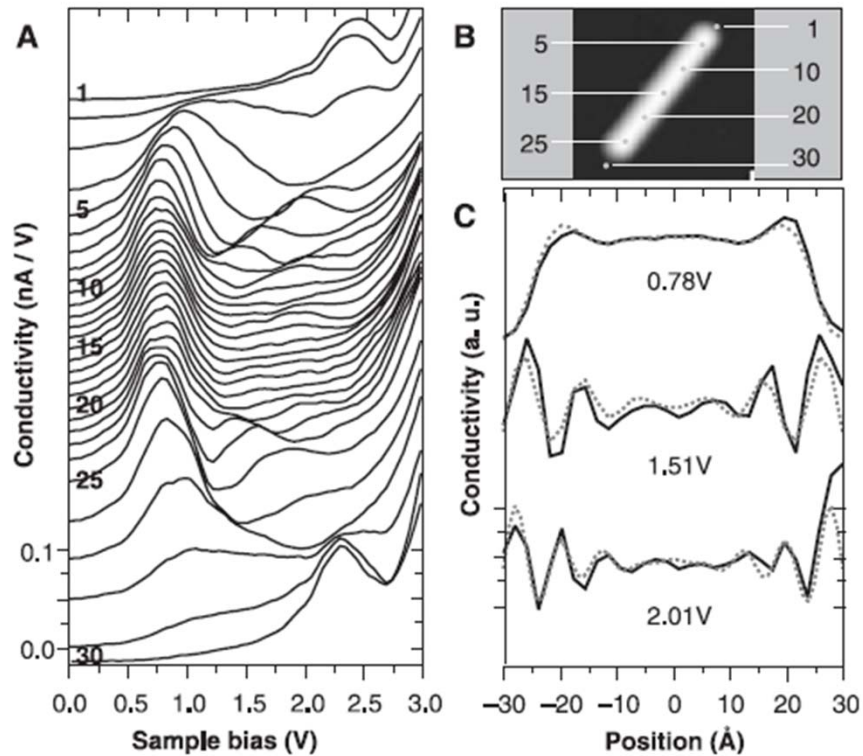 A
Conductivity (nA / V)
1
5
10
15
20
25
0.1
0.0
30
0.0 0.5 1.0 1.5 2.0 2.5 3.0
Sample bias (V)
B
1
5
10
15
20
25
30
C
Conductivity (a. u.)
0.78V
1.51V
2.01V
−30 −20 −10 0 10 20 30
Position (Å)